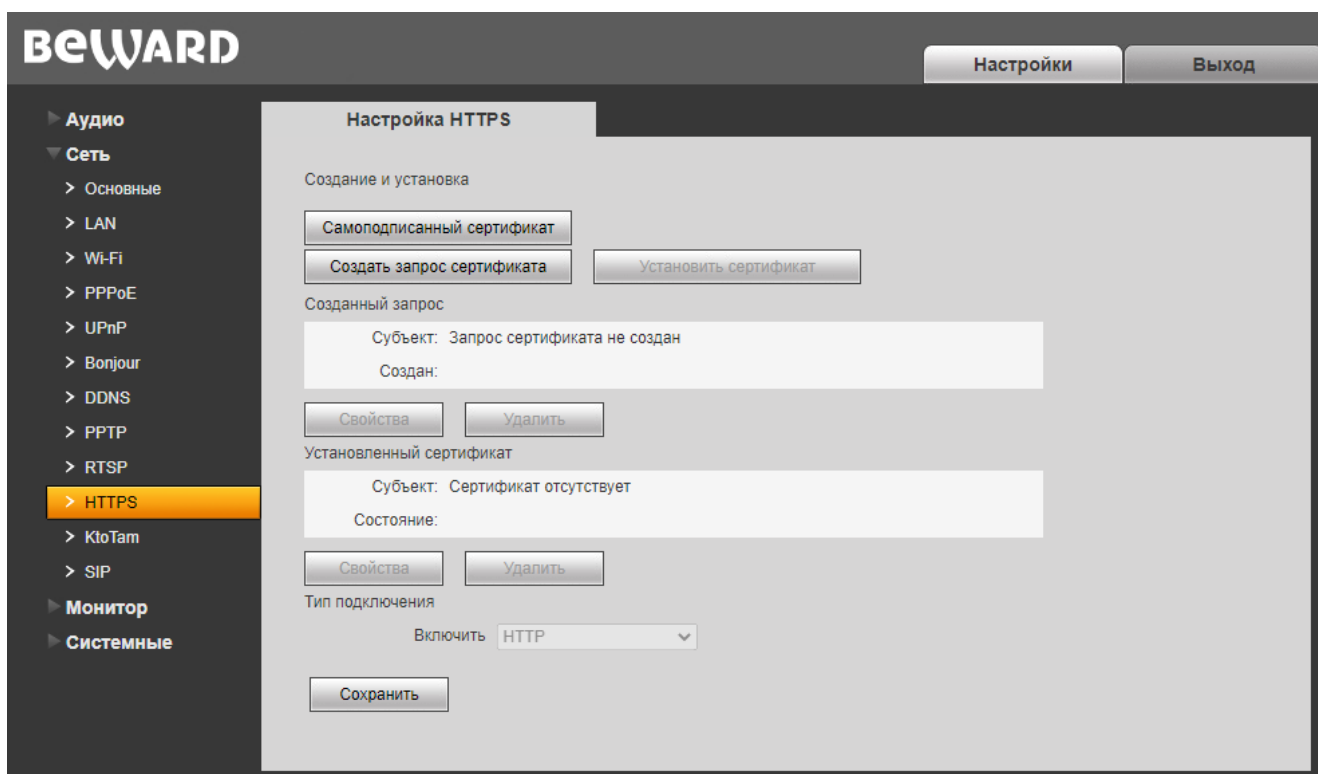 BEWARD
Настройки
Выход
Аудио
Сеть
Основные
LAN
Wi-Fi
PPPoE
UPnP
Bonjour
DDNS
PPTP
RTSP
HTTPS
KtoTam
SIP
Монитор
Системные
Настройка HTTPS
Создание и установка
Самоподписанный сертификат
Создать запрос сертификата Установить сертификат
Созданный запрос
Субъект: Запрос сертификата не создан
Создан:
Свойства Удалить
Установленный сертификат
Субъект: Сертификат отсутствует
Состояние:
Свойства Удалить
Тип подключения
Включить HTTP
Сохранить